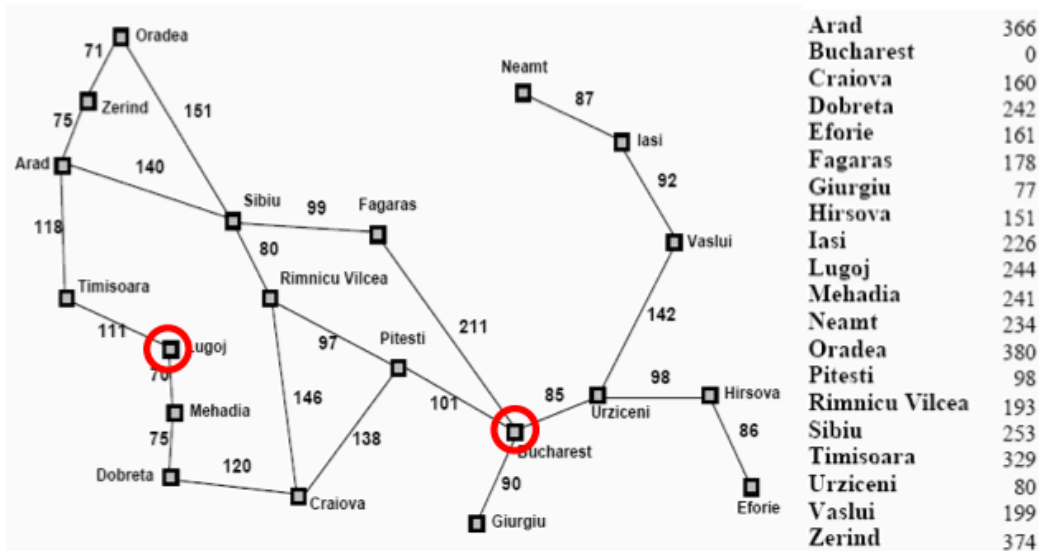 Oradea
71
Neamt
87
Zerind
151
75
Iasi
Arad
140
92
Sibiu
99
Fagaras
118
80
Vaslui
Timisoara
Rimnicu Vilcea
211
142
111
Lugoj
97
Pitesti
70
98
Mehadia
146
101
85
Hirsova
Urziceni
75
138
Bucharest
86
Dobreta
120
90
Craiova
Giurgiu
Eforie
Arad 366
Bucharest 0
Craiova 160
Dobreta 242
Eforie 161
Fagaras 178
Giurgiu 77
Hirsova 151
Iasi 226
Lugoj 244
Mehadia 241
Neamt 234
Oradea 380
Pitesti 98
Rimnicu Vilcea 193
Sibiu 253
Timisoara 329
Urziceni 80
Vaslui 199
Zerind 374